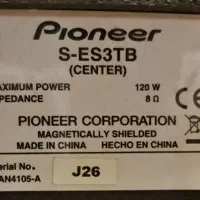 Pioneer
S-ES3TB
(CENTER)
AXIMUM POWER 120 W
PEDANCE 8 Ω
PIONEER CORPORATION
MAGNETICALLY SHIELDED
MADE IN CHINA / HECHO EN CHINA
erial No.
AN4105-A
J26